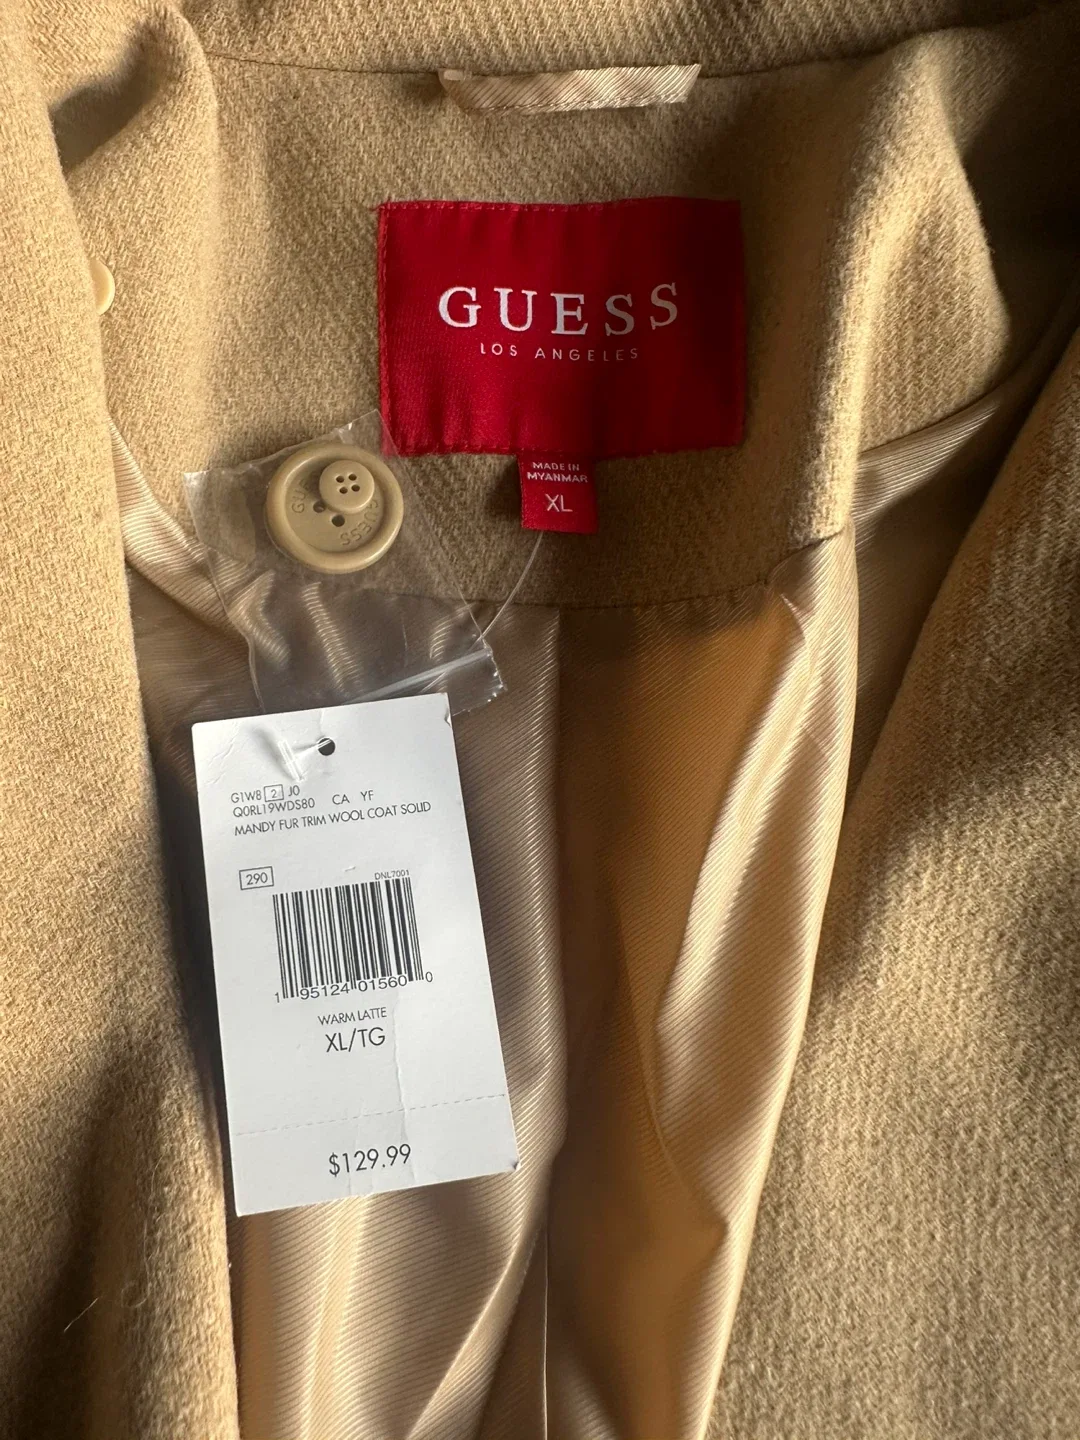 GUESS
LOS ANGELES
MADE IN
MYANMAR
XL
GUESS
G1W8 2 J0
Q0RL19WDS80 CA YF
MANDY FUR TRIM WOOL COAT SOLID
290
DNL7001
1 95124 01560 0
WARM LATTE
XL/TG
$129.99